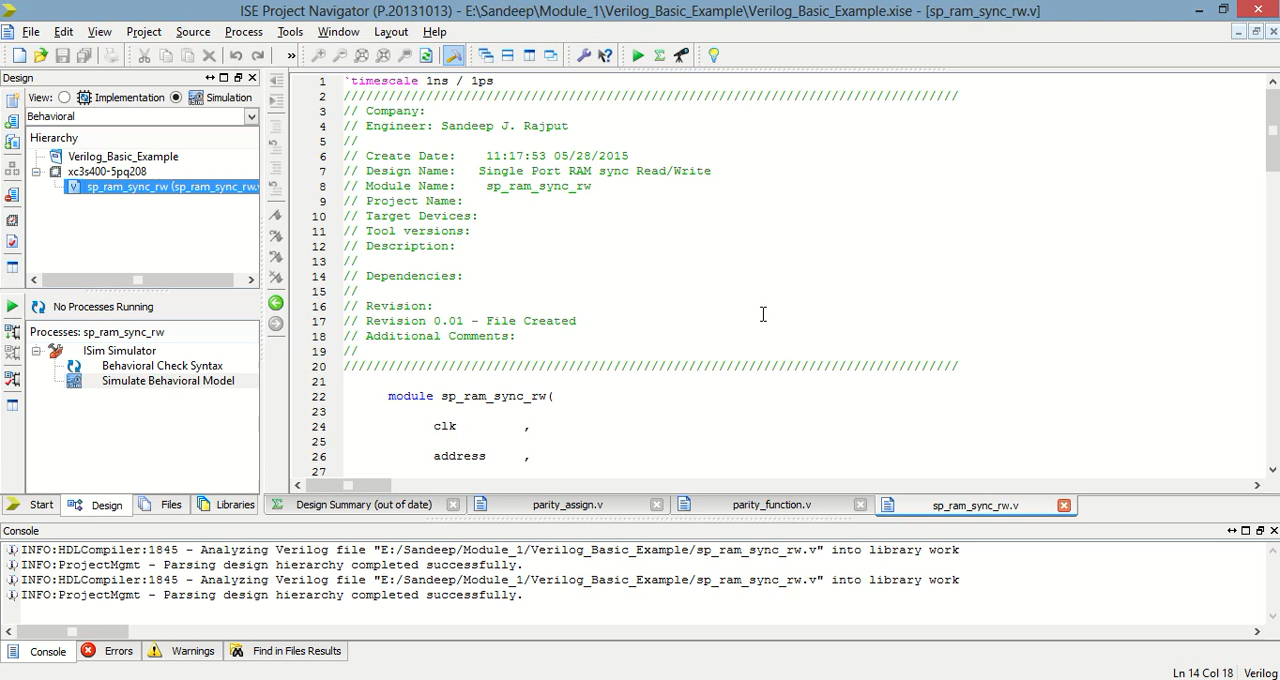 ISE Project Navigator (P.20131013) - E:\Sandeep\Module_1\Verilog_Basic_Example\Verilog_Basic_Example.xise - [sp_ram_sync_rw.v]
File Edit View Project Source Process Tools Window Layout Help
Design
View: Implementation Simulation
Behavioral
Hierarchy
Verilog_Basic_Example
xc3s400-5pq208
sp_ram_sync_rw (sp_ram_sync_rw.v
No Processes Running
Processes: sp_ram_sync_rw
ISim Simulator
Behavioral Check Syntax
Simulate Behavioral Model
Start Design Files Libraries
1 `timescale 1ns / 1ps
2 //////////////////////////////////////////////////////////////////////////////////
3 // Company:
4 // Engineer: Sandeep J. Rajput
5 //
6 // Create Date:    11:17:53 05/28/2015
7 // Design Name:   Single Port RAM sync Read/Write
8 // Module Name:    sp_ram_sync_rw
9 // Project Name:
10 // Target Devices:
11 // Tool versions:
12 // Description:
13 //
14 // Dependencies:
15 //
16 // Revision:
17 // Revision 0.01 - File Created
18 // Additional Comments:
19 //
20 //////////////////////////////////////////////////////////////////////////////////
21
22 module sp_ram_sync_rw(
23
24 clk ,
25
26 address ,
27
Design Summary (out of date) parity_assign.v parity_function.v sp_ram_sync_rw.v
Console
INFO:HDLCompiler:1845 - Analyzing Verilog file "E:/Sandeep/Module_1/Verilog_Basic_Example/sp_ram_sync_rw.v" into library work
INFO:ProjectMgmt - Parsing design hierarchy completed successfully.
INFO:HDLCompiler:1845 - Analyzing Verilog file "E:/Sandeep/Module_1/Verilog_Basic_Example/sp_ram_sync_rw.v" into library work
INFO:ProjectMgmt - Parsing design hierarchy completed successfully.
Console Errors Warnings Find in Files Results
Ln 14 Col 18 Verilog